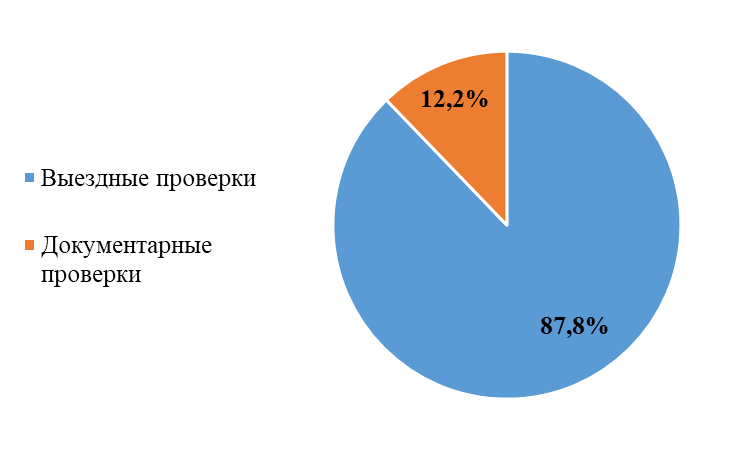 12,2%
Выездные проверки
Документарные
проверки
87,8%